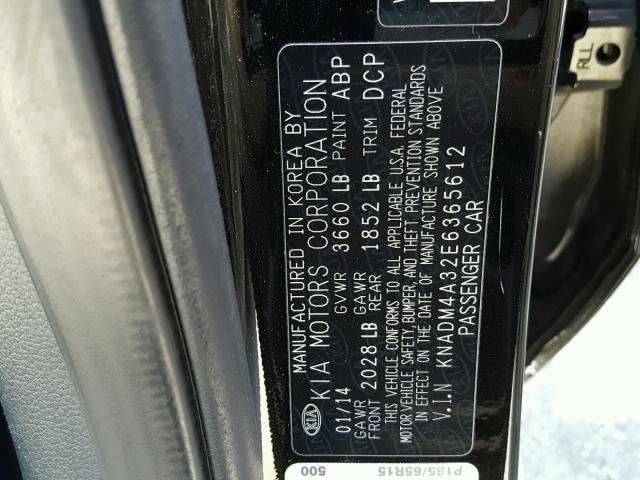 MANUFACTURED IN KOREA BY
KIA KIA MOTORS CORPORATION
01/14 GVWR 3660 LB PAINT ABP
GAWR FRONT 2028 LB GAWR REAR 1852 LB TRIM DCP
THIS VEHICLE CONFORMS TO ALL APPLICABLE U.S.A. FEDERAL
MOTOR VEHICLE SAFETY, BUMPER, AND THEFT PREVENTION STANDARDS
IN EFFECT ON THE DATE OF MANUFACTURE SHOWN ABOVE
V.I.N KNADM4A32E6365612
PASSENGER CAR
P185/65R15
500
RLL